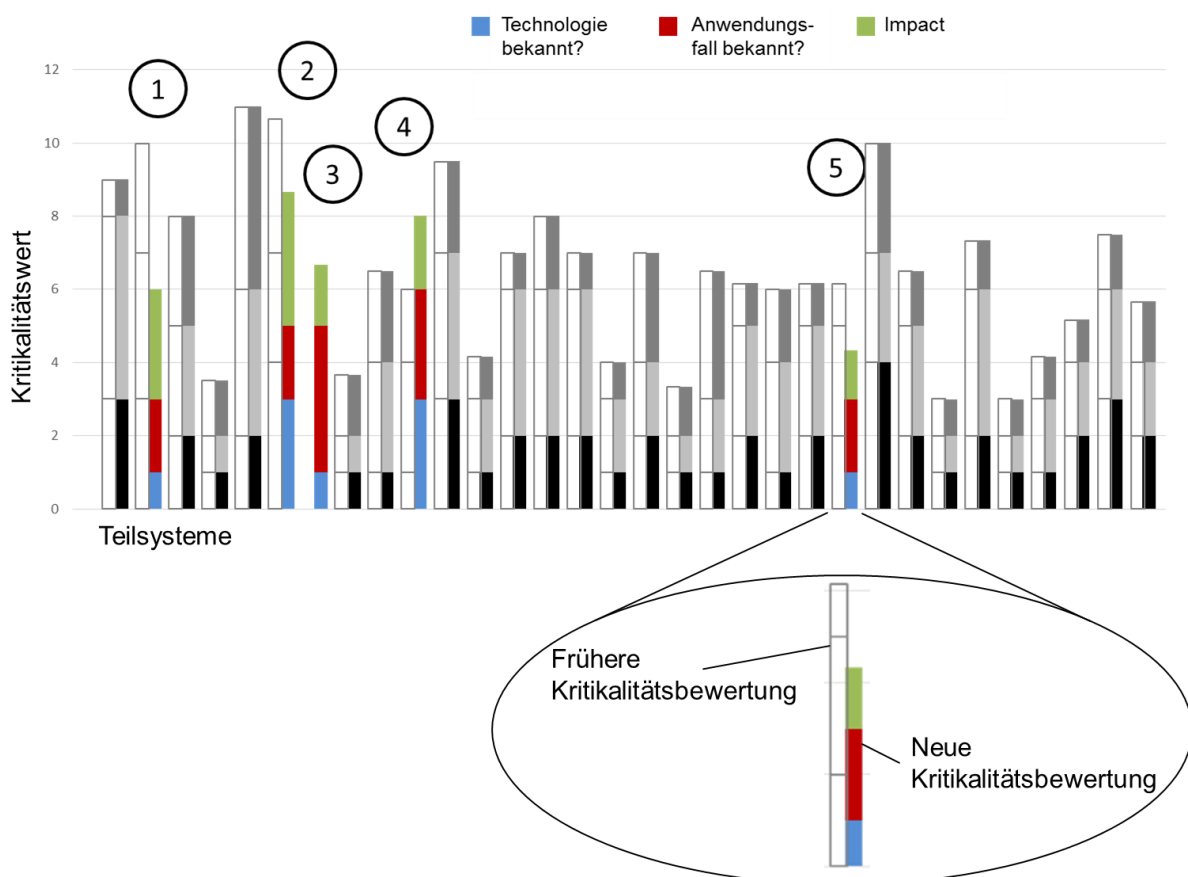 Technologie
bekannt?
Anwendungs-
fall bekannt?
Impact
12
10
8
6
4
2
0
Kritikalitätswert
1
2
3
4
5
Teilsysteme
Frühere
Kritikalitätsbewertung
Neue
Kritikalitätsbewertung